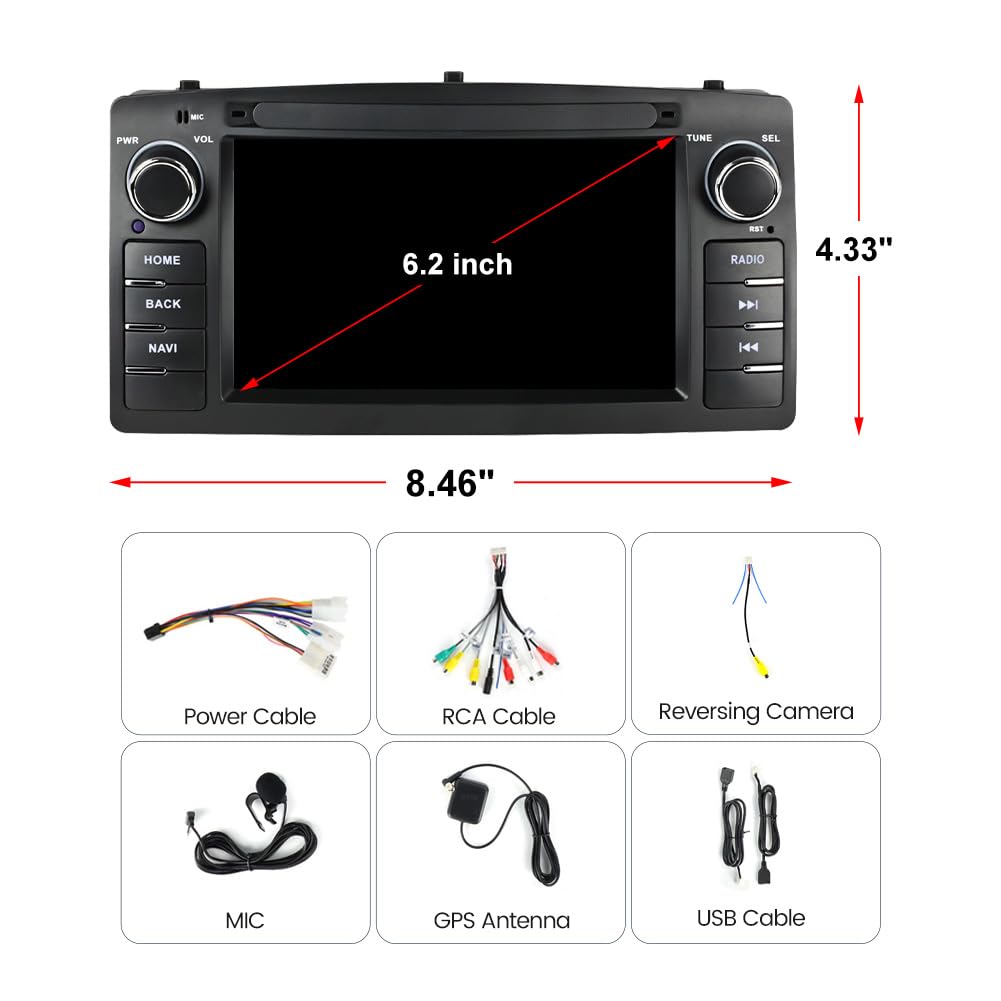 MIC
PWR
VOL
TUNE
SEL
RST
HOME
BACK
NAVI
RADIO
6.2 inch
4.33"
8.46"
Power Cable
RCA Cable
Reversing Camera
MIC
GPS Antenna
USB Cable